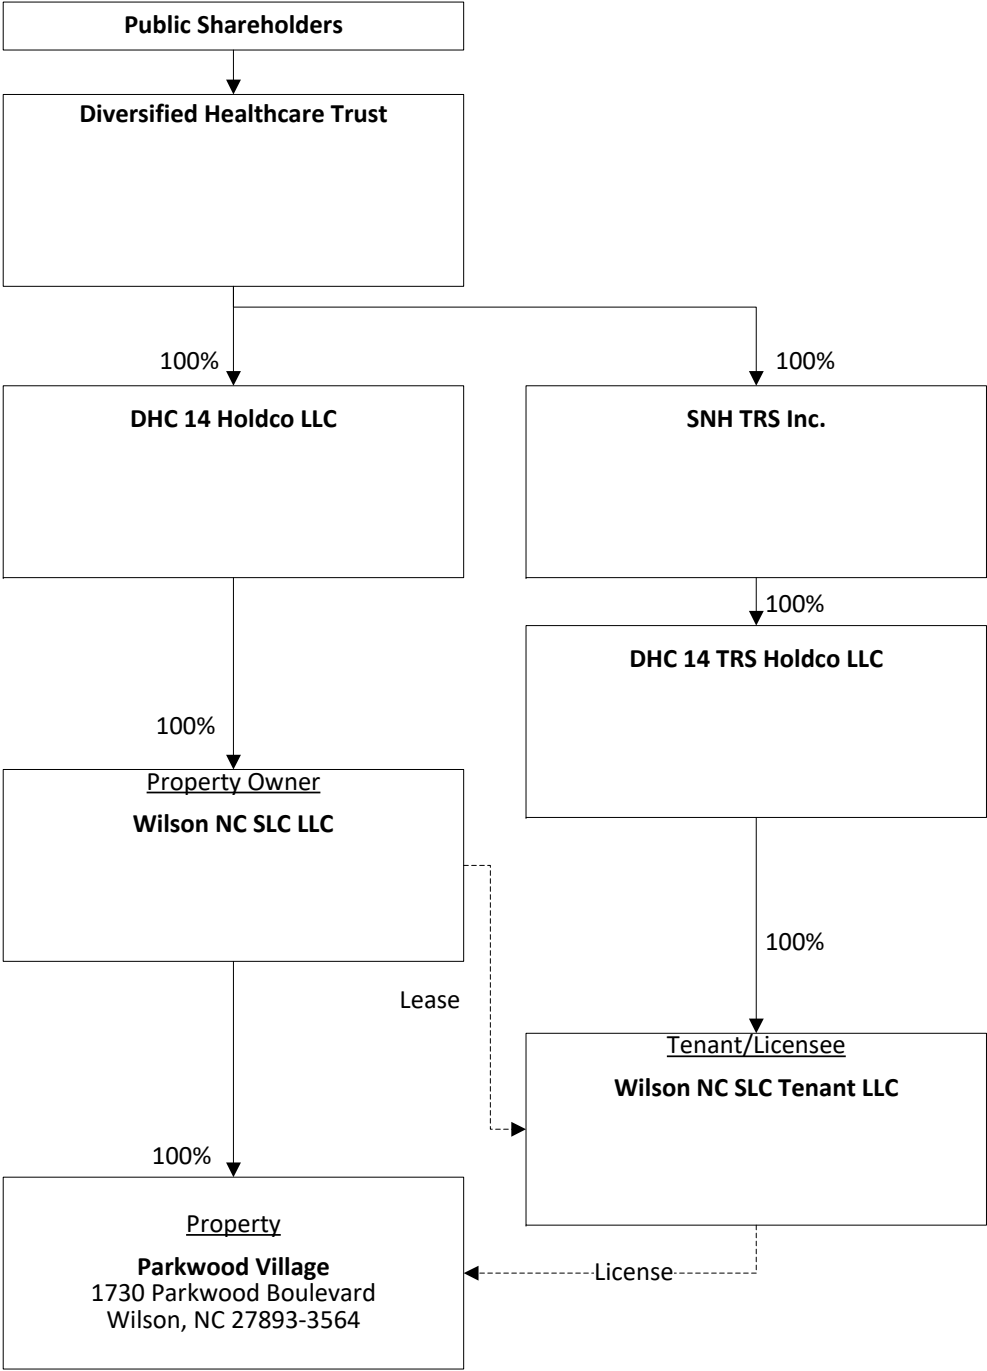 Public Shareholders
Diversified Healthcare Trust
100%
100%
DHC 14 Holdco LLC
SNH TRS Inc.
100%
DHC 14 TRS Holdco LLC
100%
Property Owner
Wilson NC SLC LLC
100%
Lease
Tenant/Licensee
Wilson NC SLC Tenant LLC
100%
Property
Parkwood Village
1730 Parkwood Boulevard
Wilson, NC 27893-3564
License